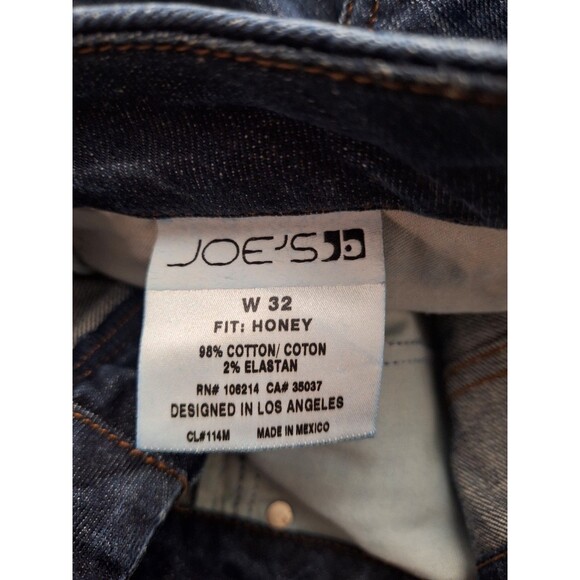 JOE'S
W 32
FIT: HONEY
98% COTTON/ COTON
2% ELASTAN
RN# 106214 CA# 35037
DESIGNED IN LOS ANGELES
CL#114M MADE IN MEXICO